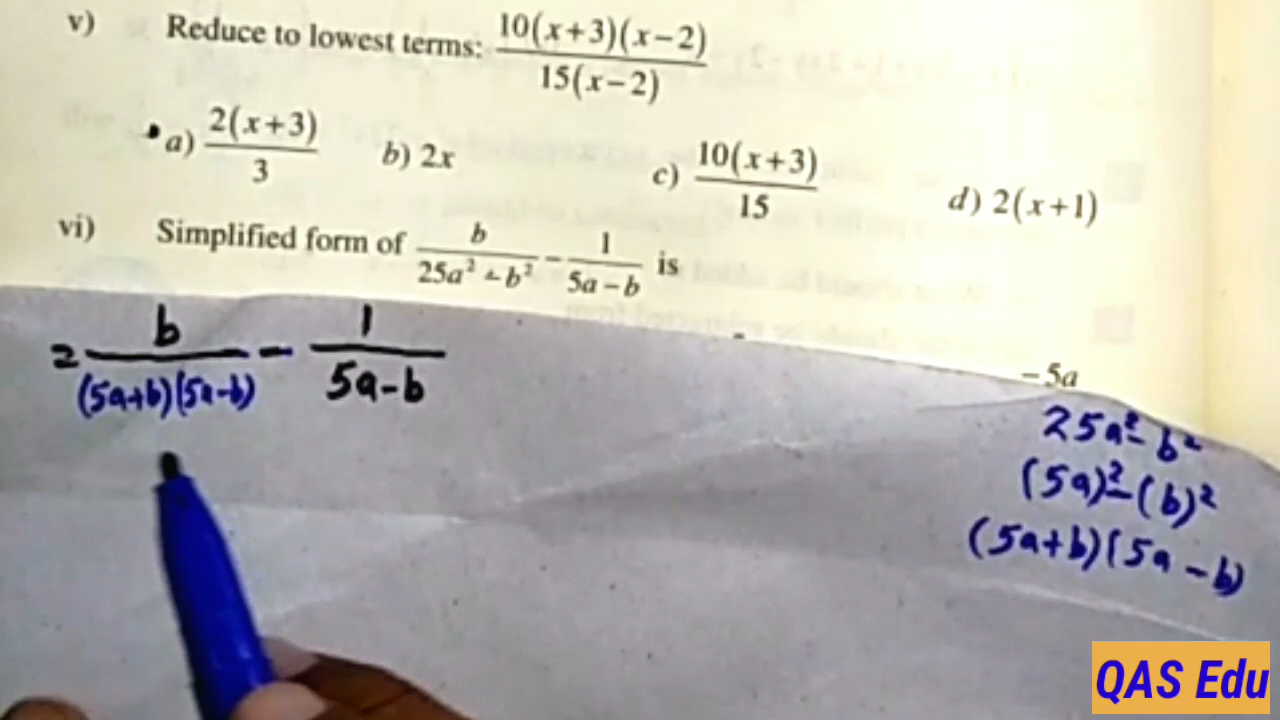 v) Reduce to lowest terms: 10(x+3)(x-2) / 15(x-2)
a) 2(x+3) / 3 b) 2x c) 10(x+3) / 15 d) 2(x+1)
vi) Simplified form of b / 25a² - b² - 1 / 5a-b is
= b / (5a+b)(5a-b) - 1 / 5a-b
-5a
25a²-b²
(5a)²-(b)²
(5a+b)(5a-b)
QAS Edu